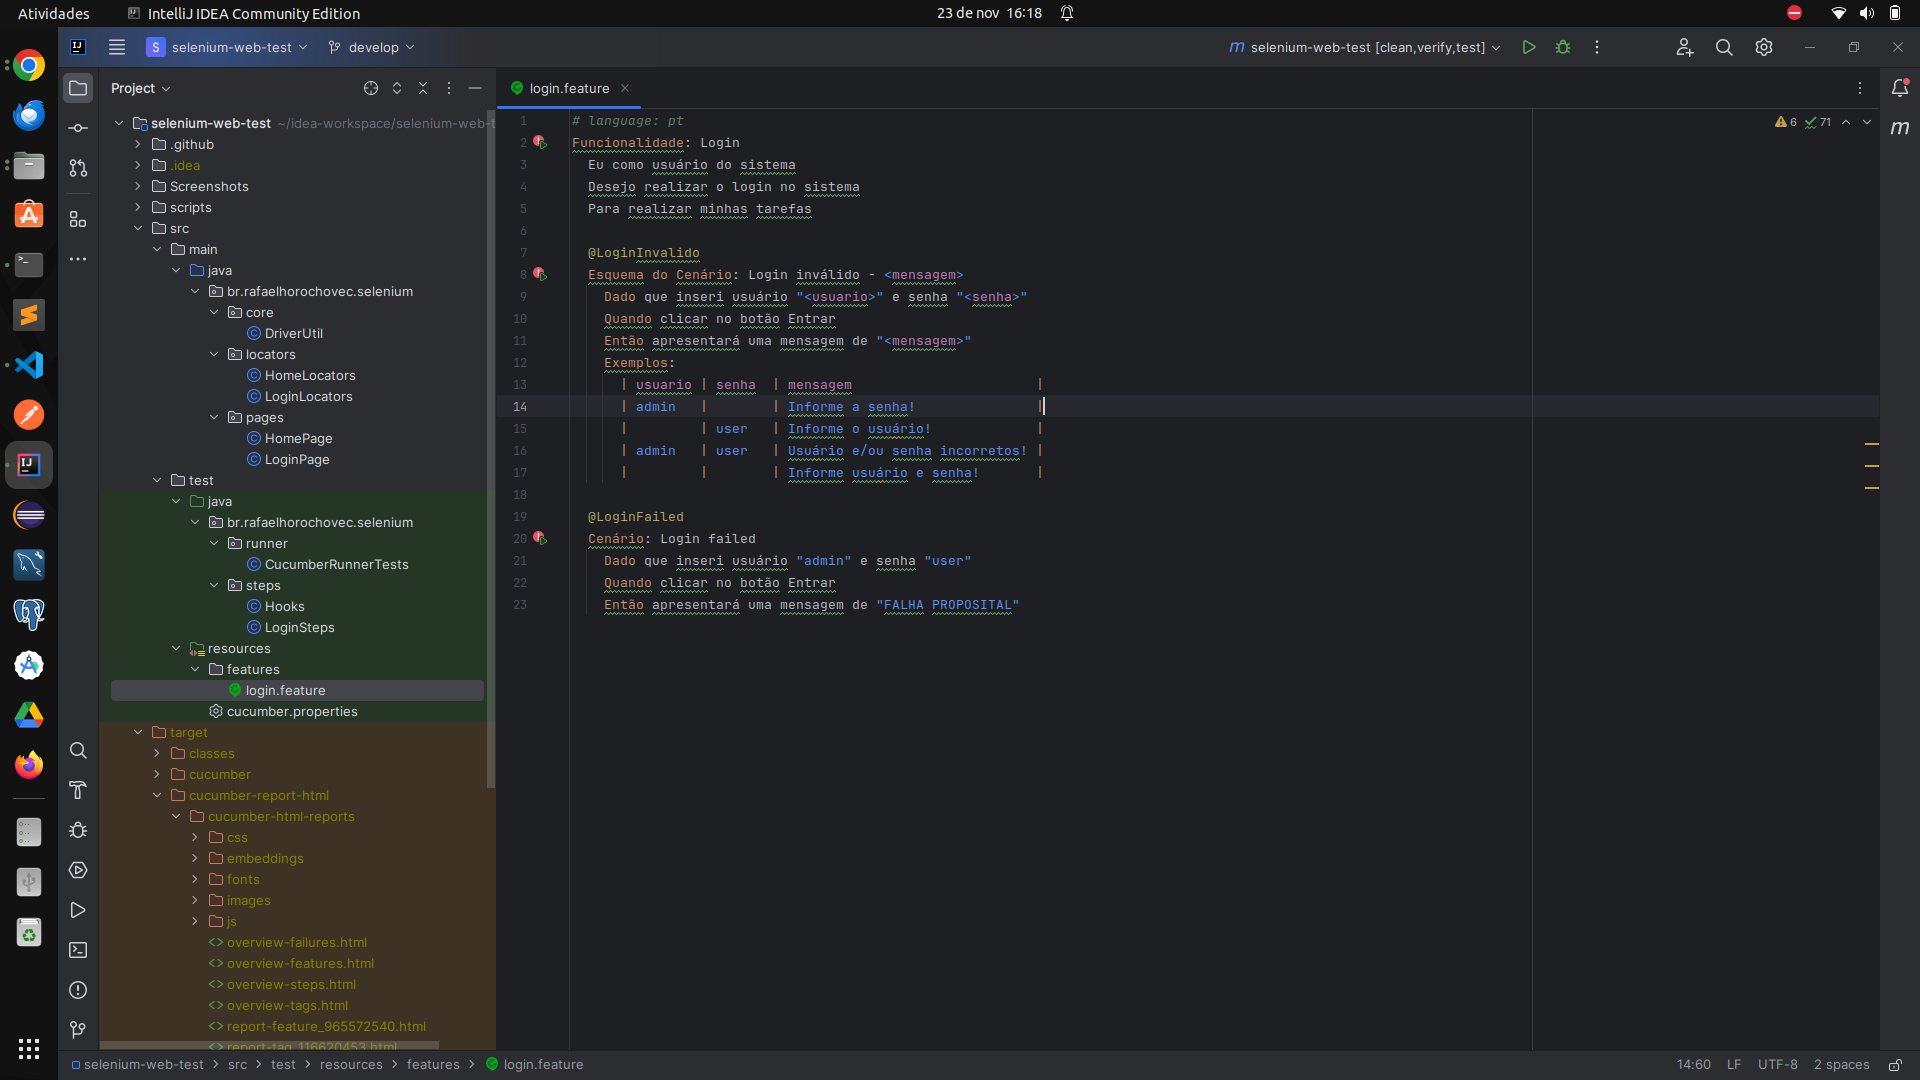 Atividades
IntelliJ IDEA Community Edition
23 de nov 16:18
IJ
S selenium-web-test
develop
m selenium-web-test [clean,verify,test]
Project
login.feature
selenium-web-test ~/idea-workspace/selenium-web-t
.github
.idea
Screenshots
scripts
src
main
java
br.rafaelhorochovec.selenium
core
DriverUtil
locators
HomeLocators
LoginLocators
pages
HomePage
LoginPage
test
java
br.rafaelhorochovec.selenium
runner
CucumberRunnerTests
steps
Hooks
LoginSteps
resources
features
login.feature
cucumber.properties
target
classes
cucumber
cucumber-report-html
cucumber-html-reports
css
embeddings
fonts
images
js
overview-failures.html
overview-features.html
overview-steps.html
overview-tags.html
report-feature_965572540.html
report-tag_116620453.html
6 71
m
1 # language: pt
2 Funcionalidade: Login
3 Eu como usuário do sistema
4 Desejo realizar o login no sistema
5 Para realizar minhas tarefas
6
7 @LoginInvalido
8 Esquema do Cenário: Login inválido - <mensagem>
9 Dado que inseri usuário "<usuario>" e senha "<senha>"
10 Quando clicar no botão Entrar
11 Então apresentará uma mensagem de "<mensagem>"
12 Exemplos:
13 | usuario | senha | mensagem |
14 | admin | | Informe a senha! |
15 | | user | Informe o usuário! |
16 | admin | user | Usuário e/ou senha incorretos! |
17 | | | Informe usuário e senha! |
18
19 @LoginFailed
20 Cenário: Login failed
21 Dado que inseri usuário "admin" e senha "user"
22 Quando clicar no botão Entrar
23 Então apresentará uma mensagem de "FALHA PROPOSITAL"
selenium-web-test > src > test > resources > features > login.feature
14:60 LF UTF-8 2 spaces